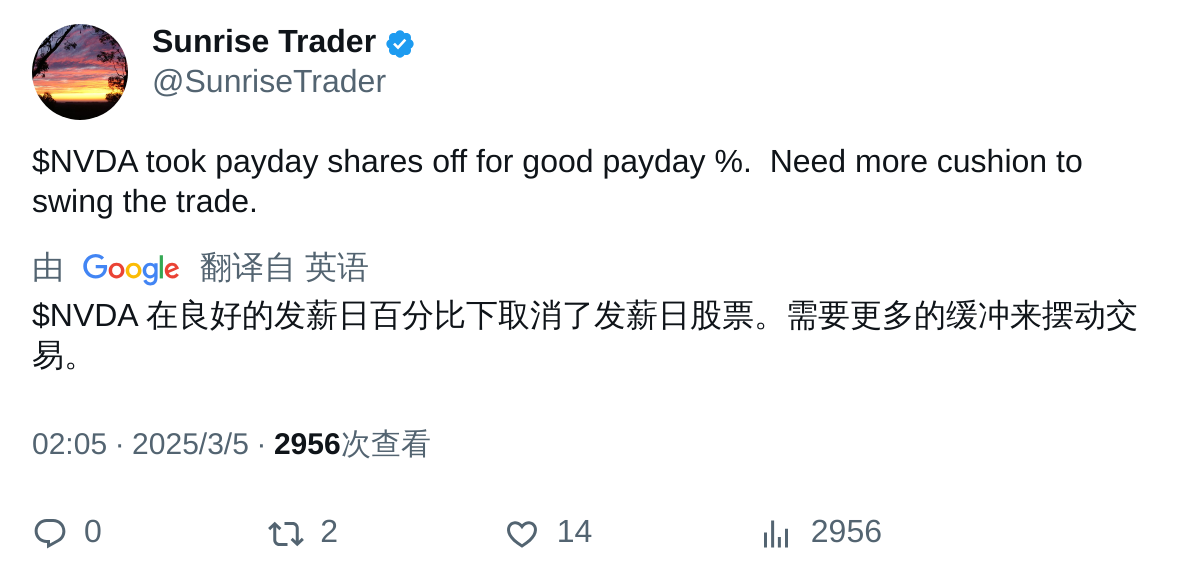 Sunrise Trader
@SunriseTrader
$NVDA took payday shares off for good payday %.  Need more cushion to
swing the trade.
由 Google 翻译自 英语
$NVDA 在良好的发薪日百分比下取消了发薪日股票。需要更多的缓冲来摆动交
易。
02:05 · 2025/3/5 · 2956次查看
0 2 14 2956